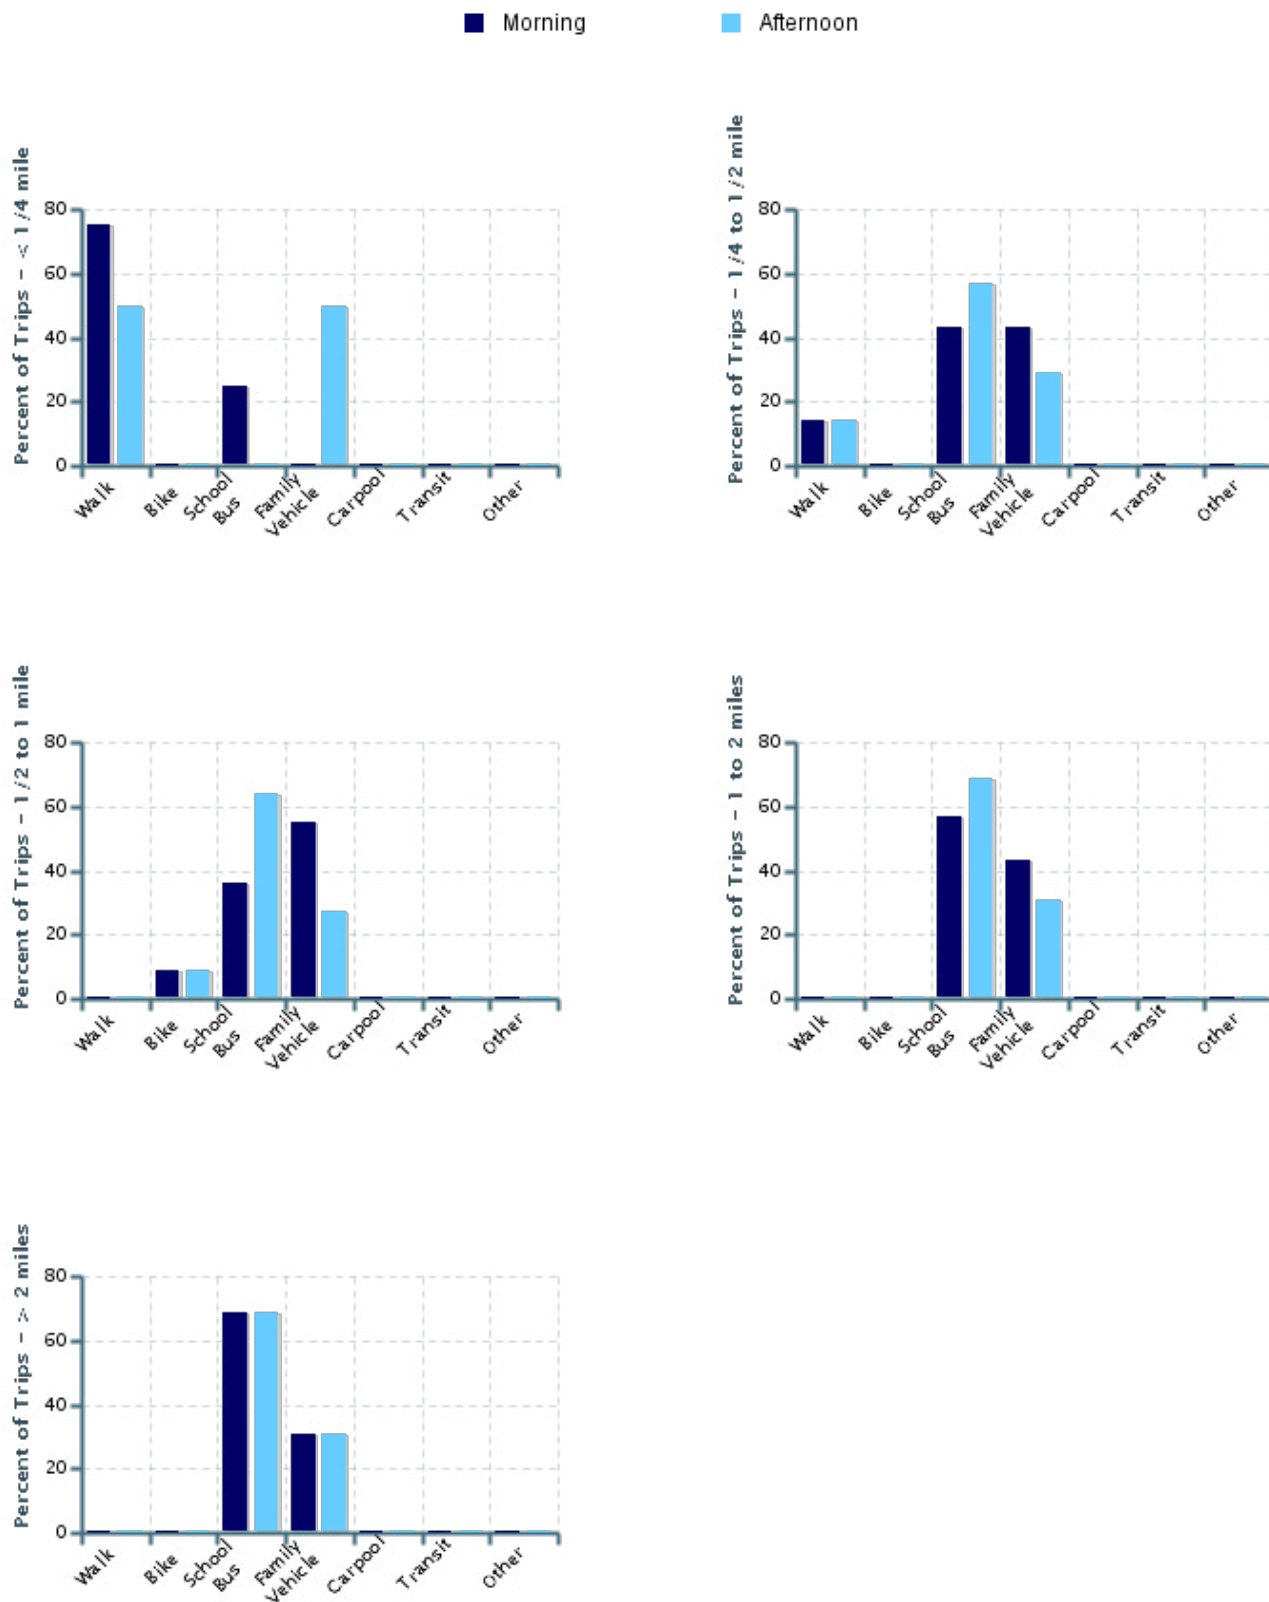 Morning Afternoon
Percent of Trips - < 1/4 mile
80
60
40
20
0
Walk
Bike
School
Bus
Family
Vehicle
Carpool
Transit
Other
Percent of Trips - 1/4 to 1/2 mile
80
60
40
20
0
Walk
Bike
School
Bus
Family
Vehicle
Carpool
Transit
Other
Percent of Trips - 1/2 to 1 mile
80
60
40
20
0
Walk
Bike
School
Bus
Family
Vehicle
Carpool
Transit
Other
Percent of Trips - 1 to 2 miles
80
60
40
20
0
Walk
Bike
School
Bus
Family
Vehicle
Carpool
Transit
Other
Percent of Trips - > 2 miles
80
60
40
20
0
Walk
Bike
School
Bus
Family
Vehicle
Carpool
Transit
Other